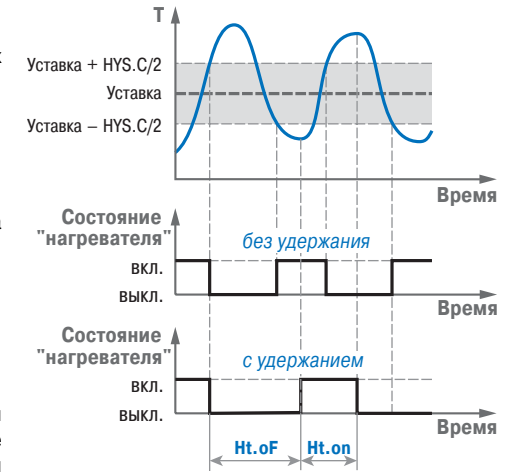 T
Уставка + HYS.C/2
Уставка
Уставка – HYS.C/2
Время
Состояние
"нагревателя"
без удержания
вкл.
выкл.
Время
Состояние
"нагревателя"
с удержанием
вкл.
выкл.
Время
Ht.oF
Ht.on